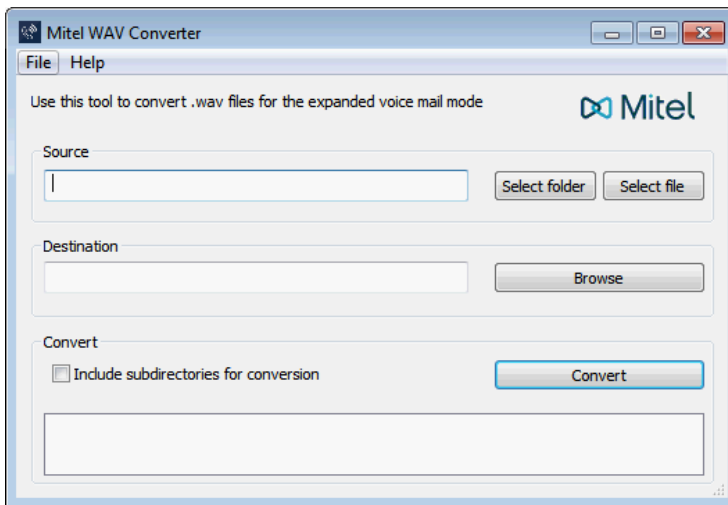 Mitel WAV Converter
File Help
Use this tool to convert .wav files for the expanded voice mail mode
Mitel
Source
Select folder Select file
Destination
Browse
Convert
Include subdirectories for conversion Convert